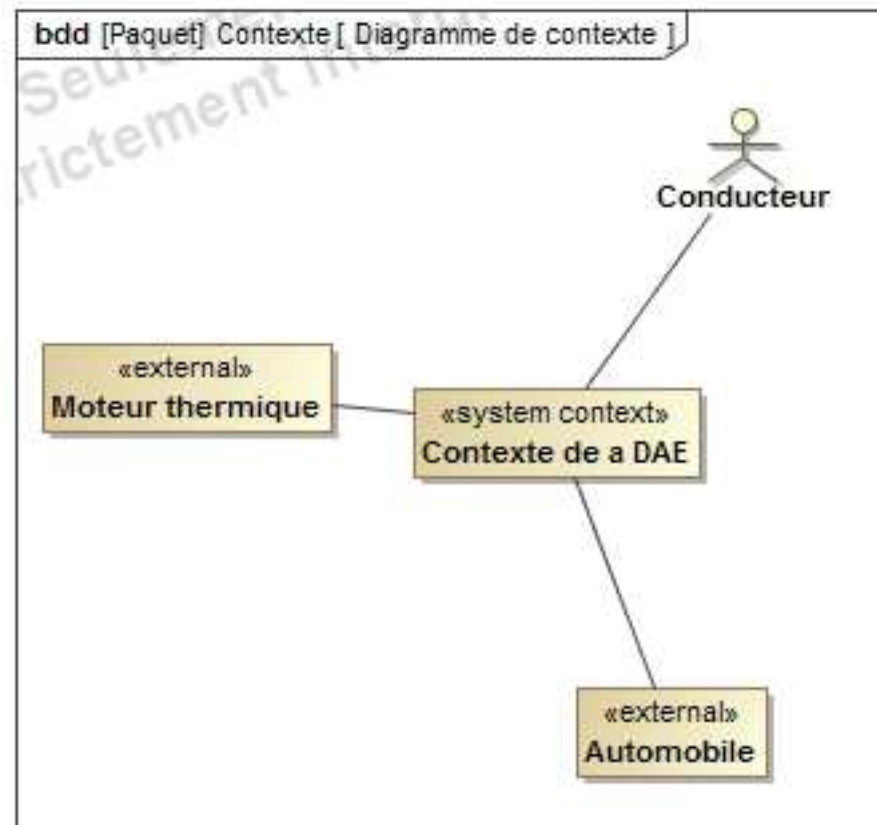 bdd [Paquet] Contexte [ Diagramme de contexte ]
Conducteur
«external»
Moteur thermique
«system context»
Contexte de a DAE
«external»
Automobile